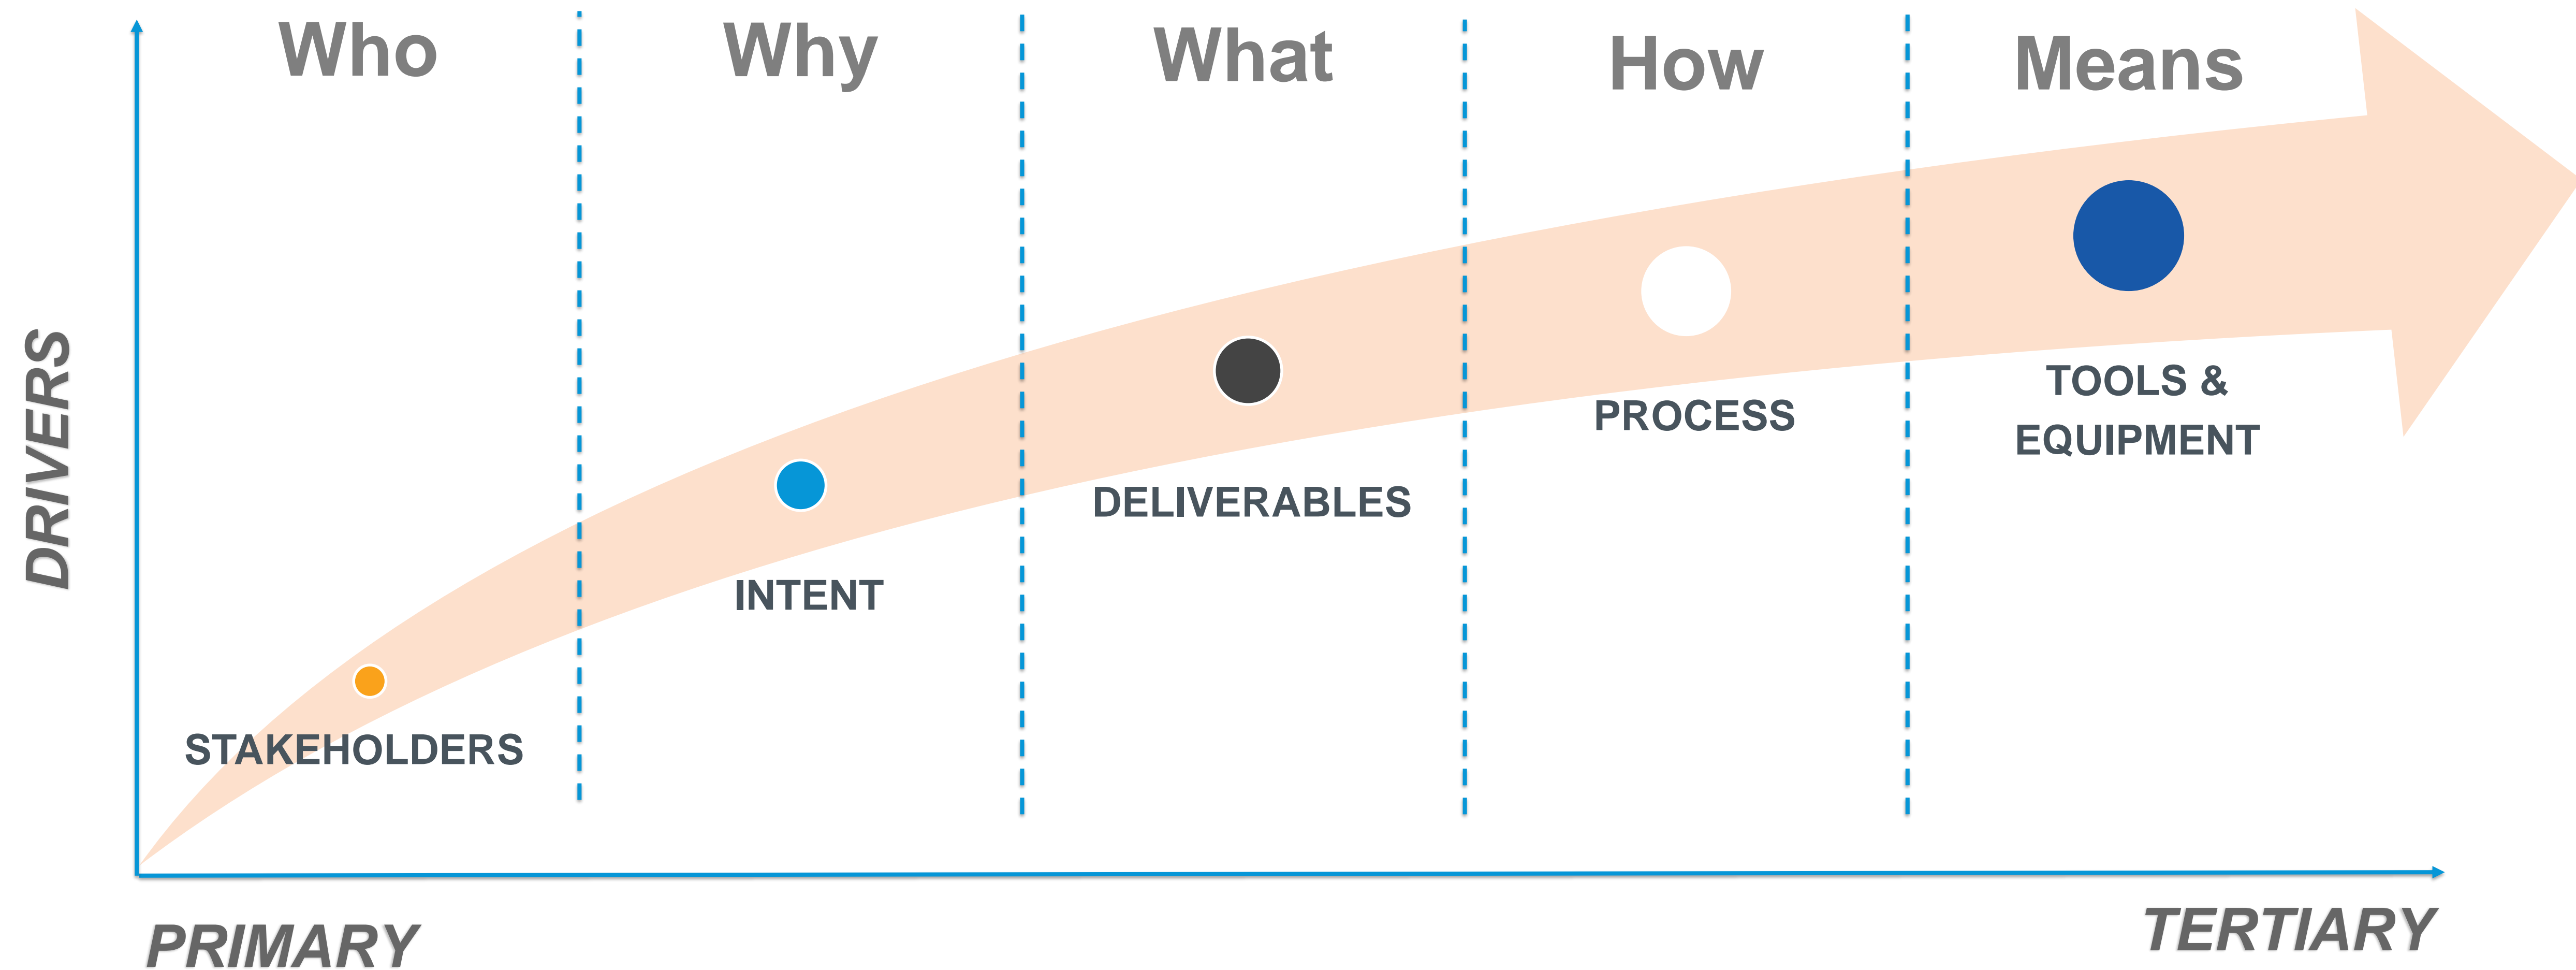 Who
Why
What
How
Means
DRIVERS
STAKEHOLDERS
INTENT
DELIVERABLES
PROCESS
TOOLS &
EQUIPMENT
PRIMARY
TERTIARY